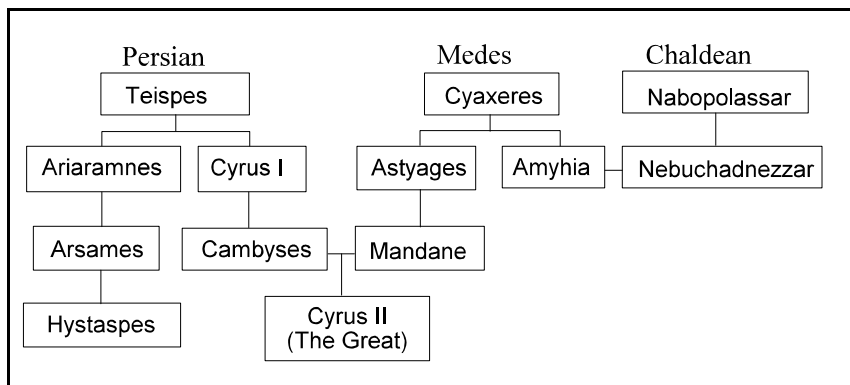 Persian
Medes
Chaldean
Teispes
Cyaxeres
Nabopolassar
Ariaramnes
Cyrus I
Astyages
Amyhia
Nebuchadnezzar
Arsames
Cambyses
Mandane
Hystaspes
Cyrus II
(The Great)